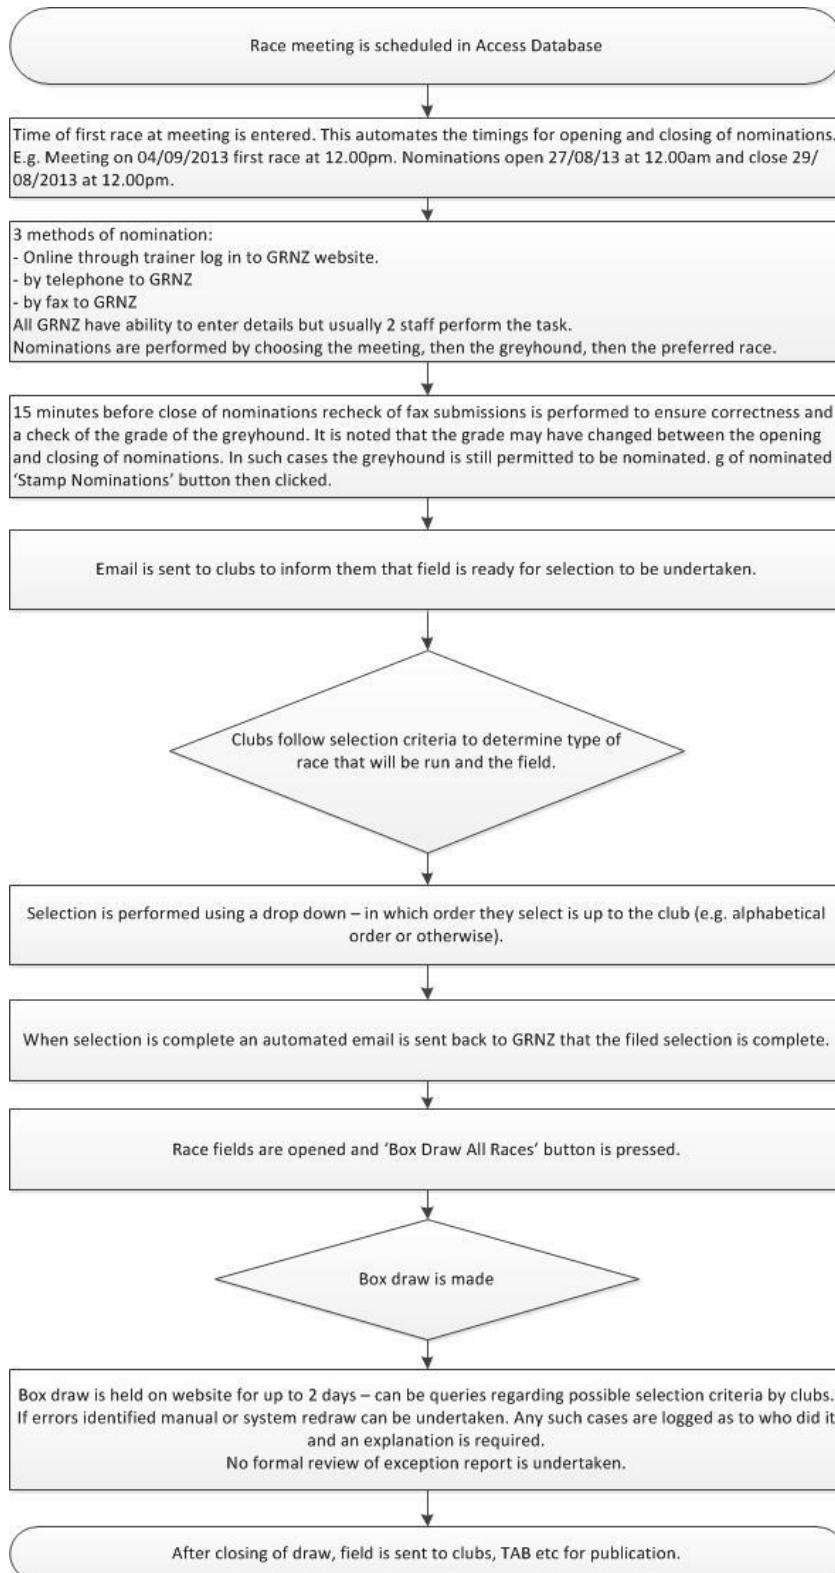 Race meeting is scheduled in Access Database
Time of first race at meeting is entered. This automates the timings for opening and closing of nominations.
E.g. Meeting on 04/09/2013 first race at 12.00pm. Nominations open 27/08/13 at 12.00am and close 29/
08/2013 at 12.00pm.
3 methods of nomination:
- Online through trainer log in to GRNZ website.
- by telephone to GRNZ
- by fax to GRNZ
All GRNZ have ability to enter details but usually 2 staff perform the task.
Nominations are performed by choosing the meeting, then the greyhound, then the preferred race.
15 minutes before close of nominations recheck of fax submissions is performed to ensure correctness and
a check of the grade of the greyhound. It is noted that the grade may have changed between the opening
and closing of nominations. In such cases the greyhound is still permitted to be nominated. g of nominated
‘Stamp Nominations’ button then clicked.
Email is sent to clubs to inform them that field is ready for selection to be undertaken.
Clubs follow selection criteria to determine type of
race that will be run and the field.
Selection is performed using a drop down – in which order they select is up to the club (e.g. alphabetical
order or otherwise).
When selection is complete an automated email is sent back to GRNZ that the filed selection is complete.
Race fields are opened and ‘Box Draw All Races’ button is pressed.
Box draw is made
Box draw is held on website for up to 2 days – can be queries regarding possible selection criteria by clubs.
If errors identified manual or system redraw can be undertaken. Any such cases are logged as to who did it
and an explanation is required.
No formal review of exception report is undertaken.
After closing of draw, field is sent to clubs, TAB etc for publication.